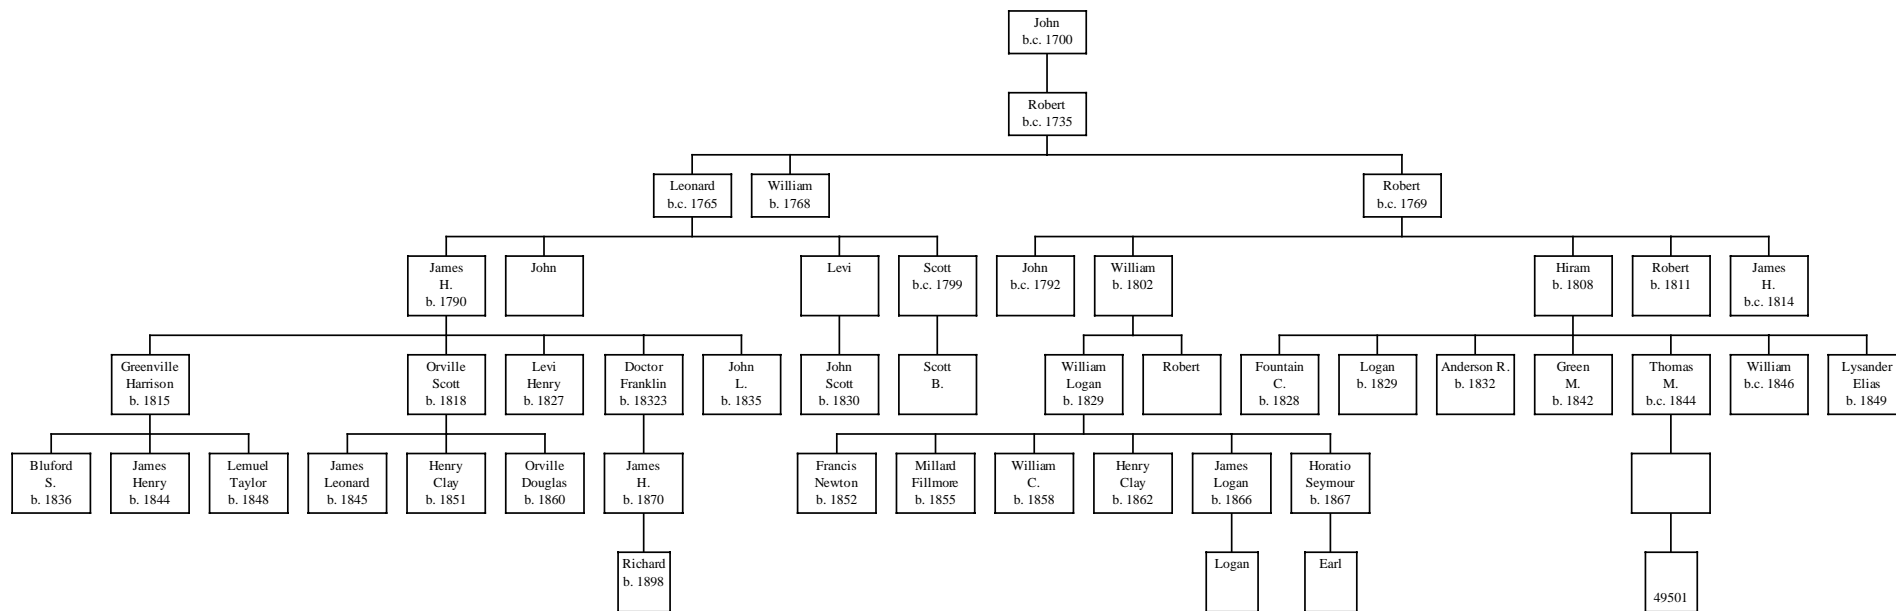 John
b.c. 1700
Robert
b.c. 1735
Leonard
b.c. 1765
William
b. 1768
Robert
b.c. 1769
James
H.
b. 1790
John
Levi
Scott
b.c. 1799
John
b.c. 1792
William
b. 1802
Hiram
b. 1808
Robert
b. 1811
James
H.
b.c. 1814
Greenville
Harrison
b. 1815
Orville
Scott
b. 1818
Levi
Henry
b. 1827
Doctor
Franklin
b. 18323
John
L.
b. 1835
John
Scott
b. 1830
Scott
B.
William
Logan
b. 1829
Robert
Fountain
C.
b. 1828
Logan
b. 1829
Anderson R.
b. 1832
Green
M.
b. 1842
Thomas
M.
b.c. 1844
William
b.c. 1846
Lysander
Elias
b. 1849
Bluford
S.
b. 1836
James
Henry
b. 1844
Lemuel
Taylor
b. 1848
James
Leonard
b. 1845
Henry
Clay
b. 1851
Orville
Douglas
b. 1860
James
H.
b. 1870
Francis
Newton
b. 1852
Millard
Fillmore
b. 1855
William
C.
b. 1858
Henry
Clay
b. 1862
James
Logan
b. 1866
Horatio
Seymour
b. 1867
Richard
b. 1898
Logan
Earl
49501